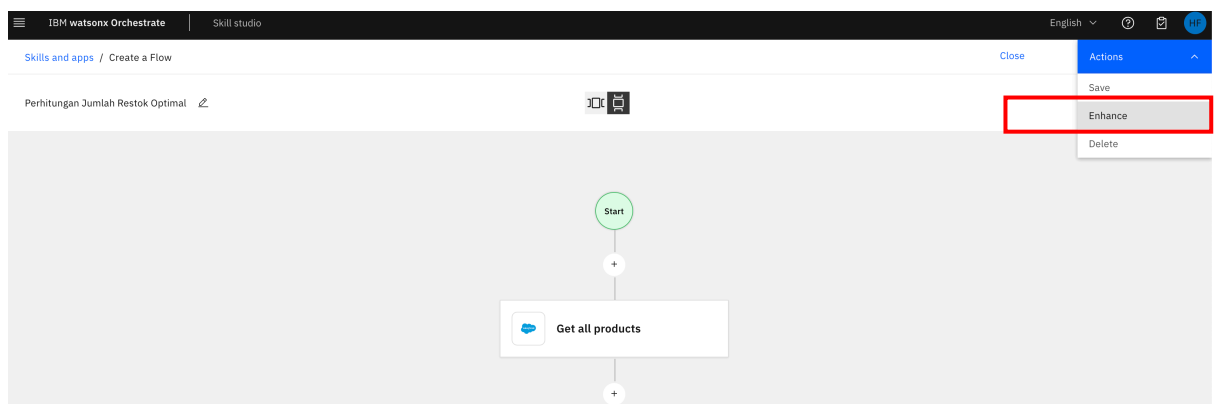 IBM watsonx Orchestrate Skill studio English HF
Skills and apps / Create a Flow Close Actions
Save
Perhitungan Jumlah Restok Optimal
Enhance
Delete
Start
+
Get all products
+